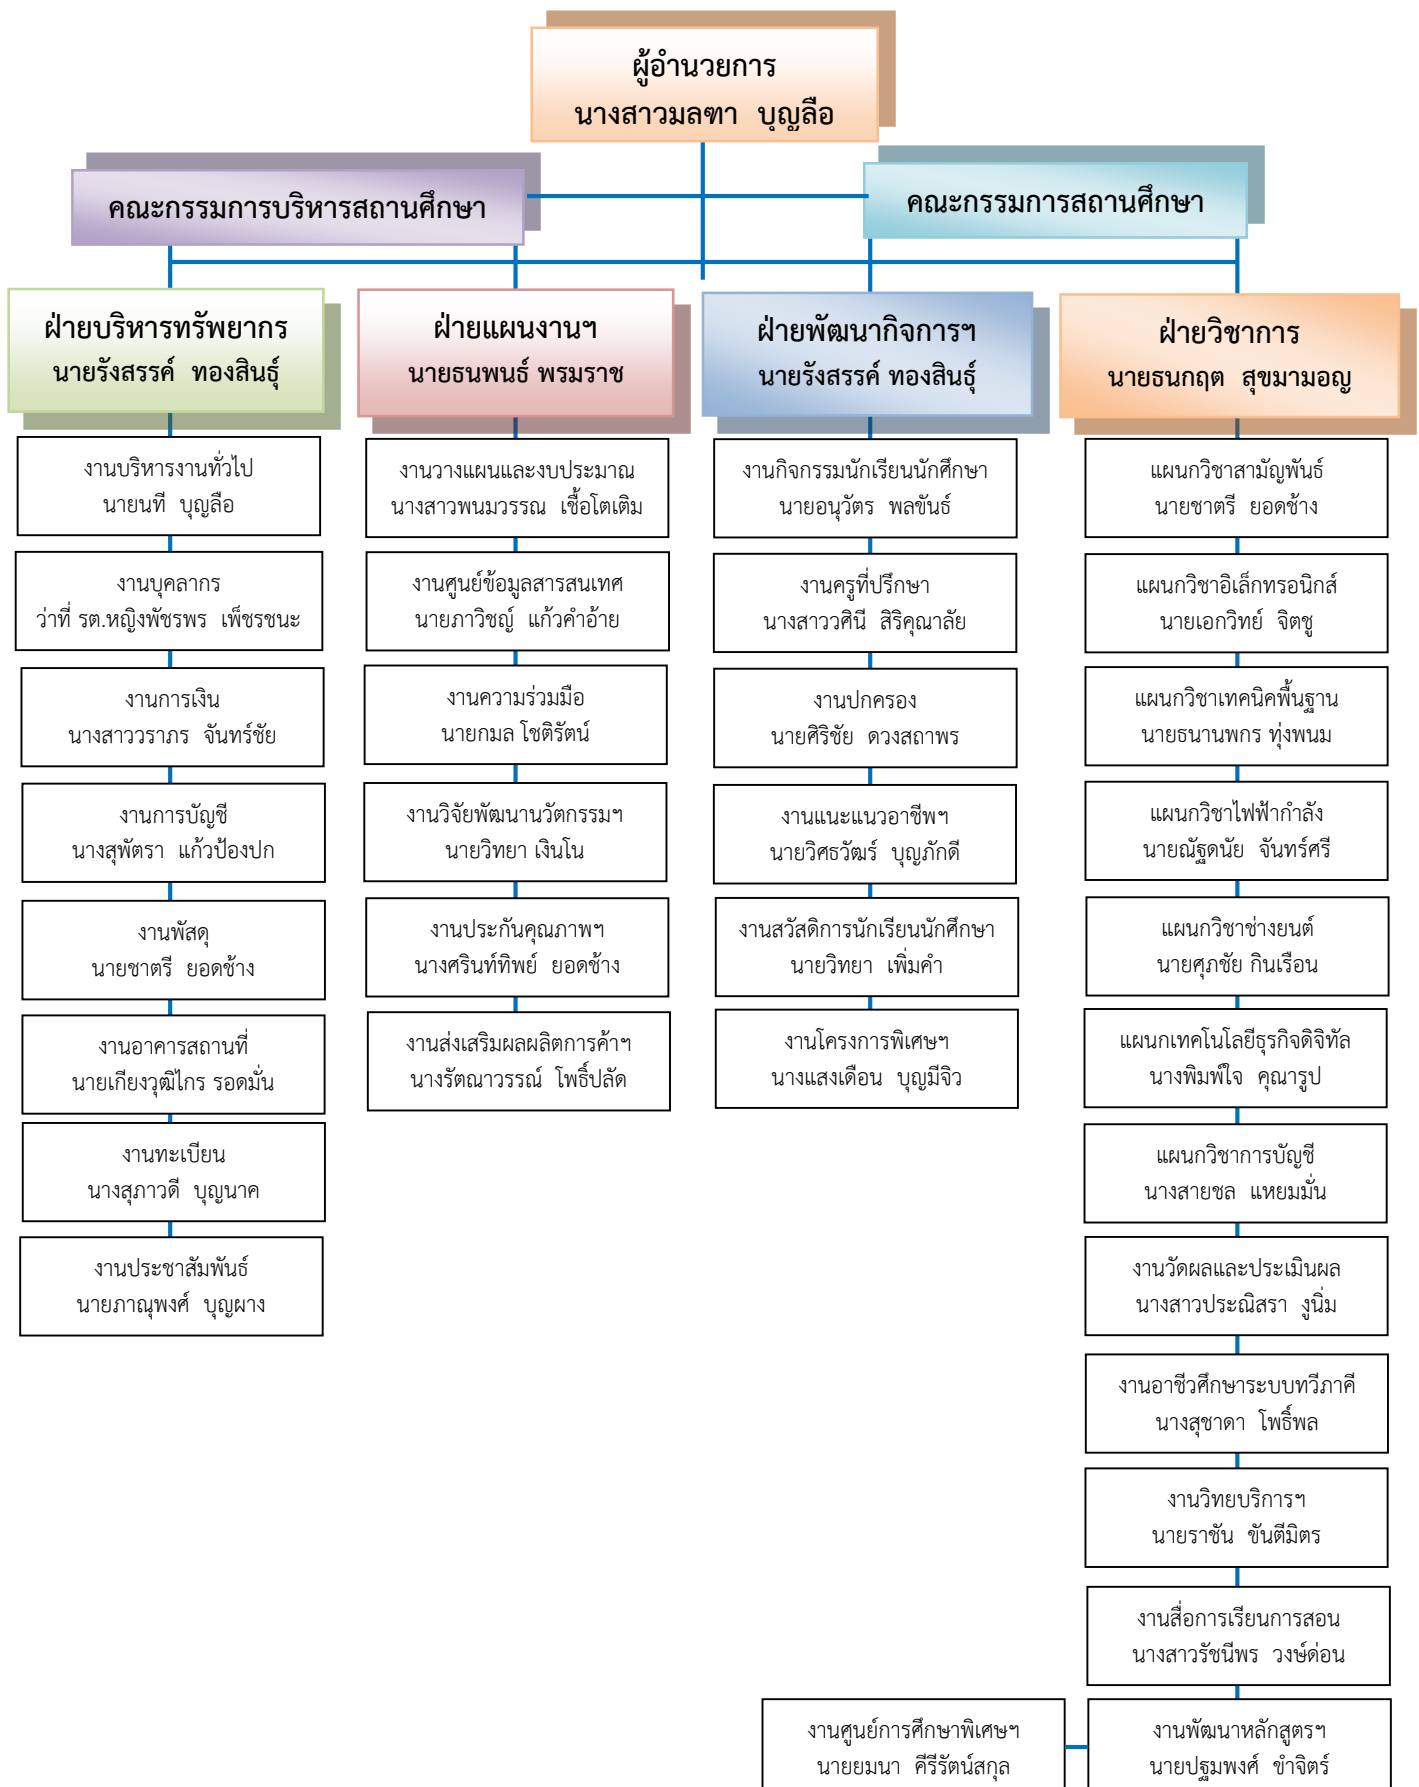 ผู้อำนวยการ
นางสาวมลฑา บุญลือ
คณะกรรมการบริหารสถานศึกษา
คณะกรรมการสถานศึกษา
ฝ่ายบริหารทรัพยากร
นายรังสรรค์ ทองสินธุ์
งานบริหารงานทั่วไป
นายนที บุญลือ
งานบุคลากร
ว่าที่ รต.หญิงพัชรพร เพ็ชรชนะ
งานการเงิน
นางสาววราภร จันทร์ชัย
งานการบัญชี
นางสุพัตรา แก้วป้องปก
งานพัสดุ
นายชาตรี ยอดช้าง
งานอาคารสถานที่
นายเกียงวุฒิไกร รอดมั่น
งานทะเบียน
นางสุภาวดี บุญนาค
งานประชาสัมพันธ์
นายภาณุพงศ์ บุญผาง
ฝ่ายแผนงานฯ
นายธนพนธ์ พรมราช
งานวางแผนและงบประมาณ
นางสาวพนมวรรณ เชื้อโตเติม
งานศูนย์ข้อมูลสารสนเทศ
นายภาวิชญ์ แก้วคำอ้าย
งานความร่วมมือ
นายกมล โชติรัตน์
งานวิจัยพัฒนานวัตกรรมฯ
นายวิทยา เงินโน
งานประกันคุณภาพฯ
นางศรินท์ทิพย์ ยอดช้าง
งานส่งเสริมผลผลิตการค้าฯ
นางรัตณาวรรณ์ โพธิ์ปลัด
ฝ่ายพัฒนากิจการฯ
นายรังสรรค์ ทองสินธุ์
งานกิจกรรมนักเรียนนักศึกษา
นายอนุวัตร พลขันธ์
งานครูที่ปรึกษา
นางสาววศินี สิริคุณาลัย
งานปกครอง
นายศิริชัย ดวงสถาพร
งานแนะแนวอาชีพฯ
นายวิศธวัฒร์ บุญภักดี
งานสวัสดิการนักเรียนนักศึกษา
นายวิทยา เพิ่มคำ
งานโครงการพิเศษฯ
นางแสงเดือน บุญมีจิว
ฝ่ายวิชาการ
นายธนกฤต สุขมามอญ
แผนกวิชาสามัญพันธ์
นายชาตรี ยอดช้าง
แผนกวิชาอิเล็กทรอนิกส์
นายเอกวิทย์ จิตชู
แผนกวิชาเทคนิคพื้นฐาน
นายธนานพกร ทุ่งพนม
แผนกวิชาไฟฟ้ากำลัง
นายณัฐดนัย จันทร์ศรี
แผนกวิชาช่างยนต์
นายศุภชัย กินเรือน
แผนกเทคโนโลยีธุรกิจดิจิทัล
นางพิมพ์ใจ คุณารูป
แผนกวิชาการบัญชี
นางสายชล แหยมมั่น
งานวัดผลและประเมินผล
นางสาวประณิสรา งูนิ่ม
งานอาชีวศึกษาระบบทวีภาคี
นางสุชาดา โพธิ์พล
งานวิทยบริการฯ
นายราชัน ขันตีมิตร
งานสื่อการเรียนการสอน
นางสาวรัชนีพร วงษ์ด่อน
งานพัฒนาหลักสูตรฯ
นายปฐมพงศ์ ขำจิตร์
งานศูนย์การศึกษาพิเศษฯ
นายยมนา คีรีรัตน์สกุล